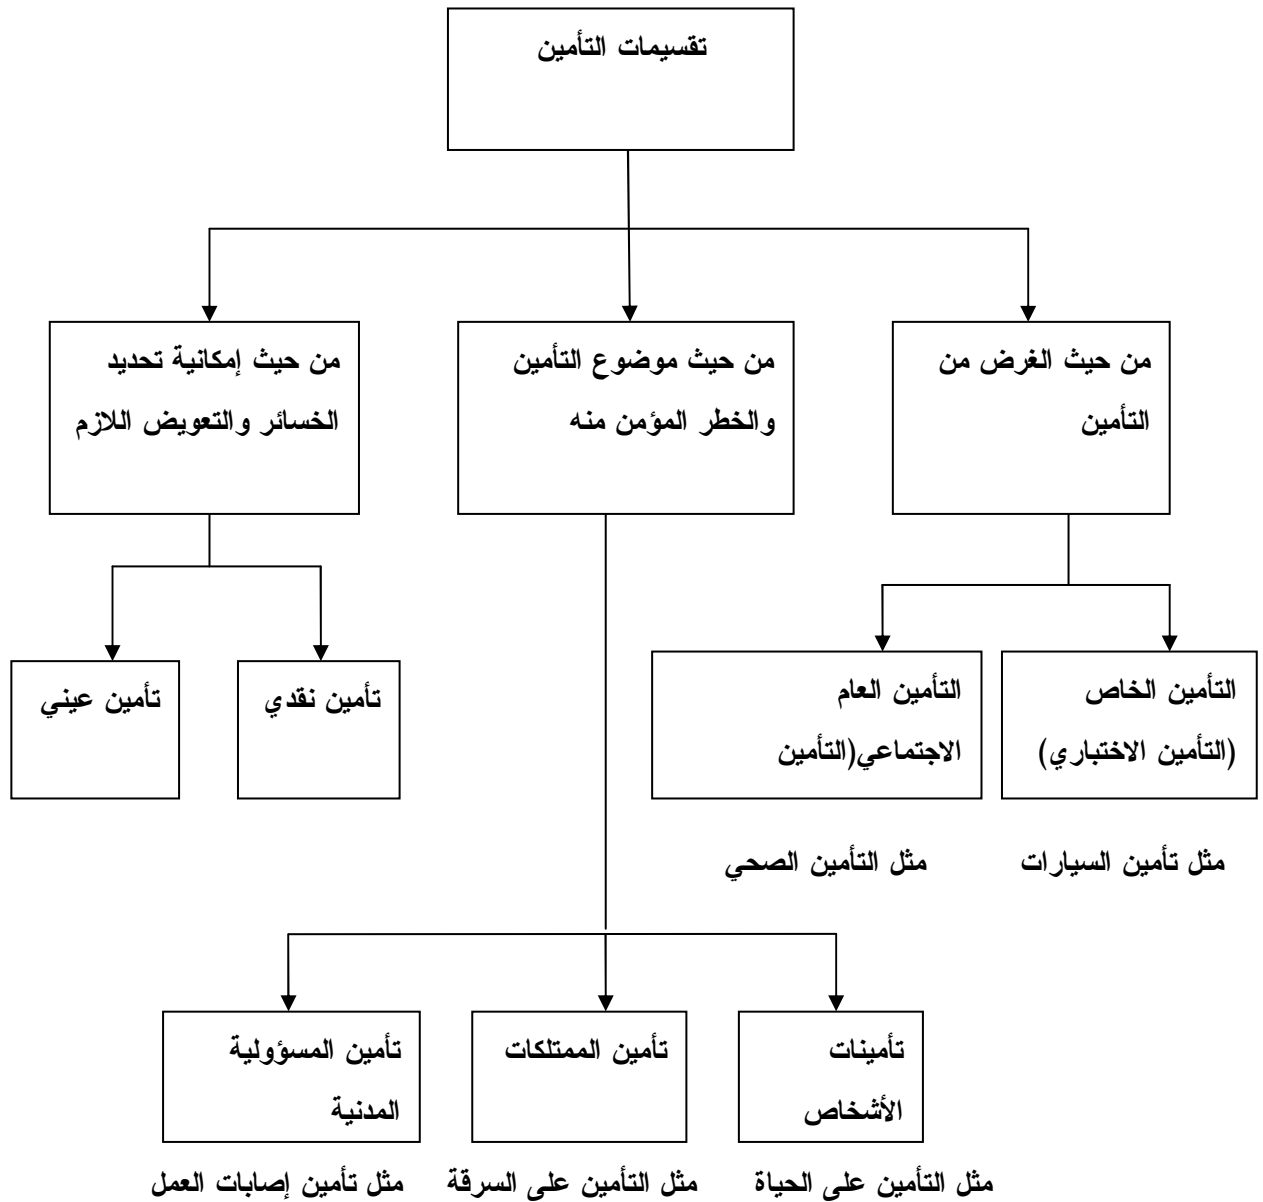 تقسيمات التأمين
من حيث الغرض من
التأمين
من حيث موضوع التأمين
والخطر المؤمن منه
من حيث إمكانية تحديد
الخسائر والتعويض اللازم
التأمين الخاص
(التأمين الاختباري)
التأمين العام
الاجتماعي(التأمين
تأمين نقدي
تأمين عيني
مثل تأمين السيارات
مثل التأمين الصحي
تأمينات
الأشخاص
تأمين الممتلكات
تأمين المسؤولية
المدنية
مثل التأمين على الحياة
مثل التأمين على السرقة
مثل تأمين إصابات العمل